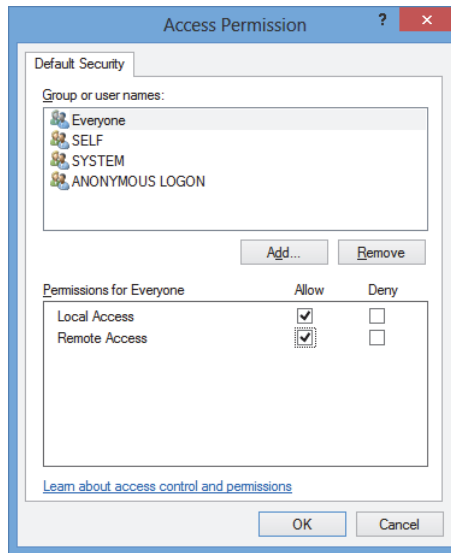 Access Permission ? ×
Default Security
Group or user names:
Everyone
SELF
SYSTEM
ANONYMOUS LOGON
Add... Remove
Permissions for Everyone Allow Deny
Local Access
Remote Access
Learn about access control and permissions
OK Cancel